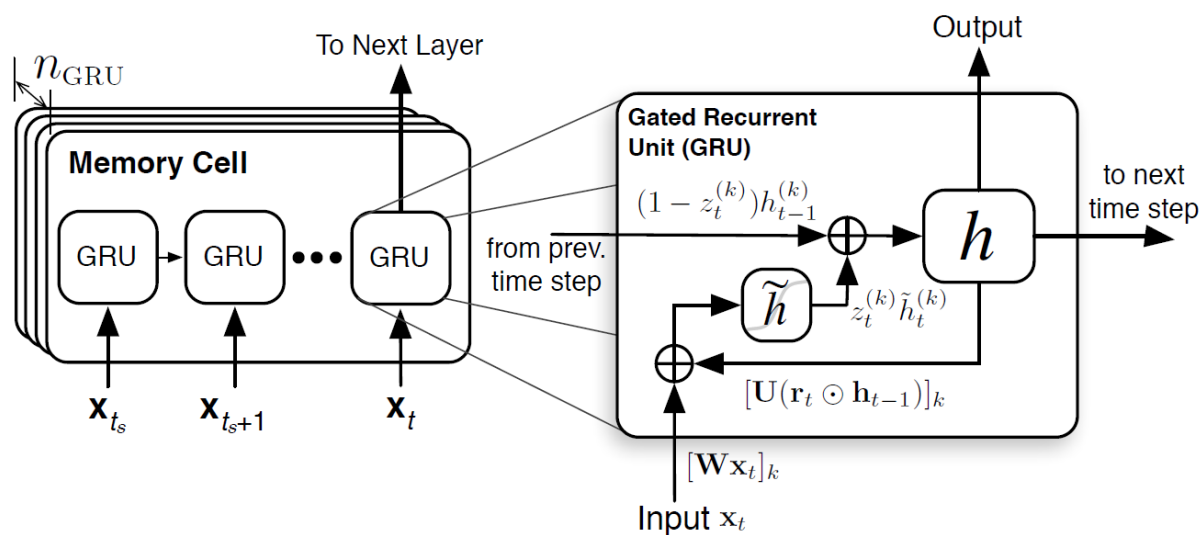 n_GRU
To Next Layer
Memory Cell
GRU
GRU
GRU
x_{t_s}
x_{t_s+1}
x_t
Output
Gated Recurrent
Unit (GRU)
(1 − z_t^{(k)})h_{t−1}^{(k)}
from prev.
time step
h
to next
time step
h̃
z_t^{(k)} h̃_t^{(k)}
[U(r_t ⊙ h_{t−1})]_k
[Wx_t]_k
Input x_t